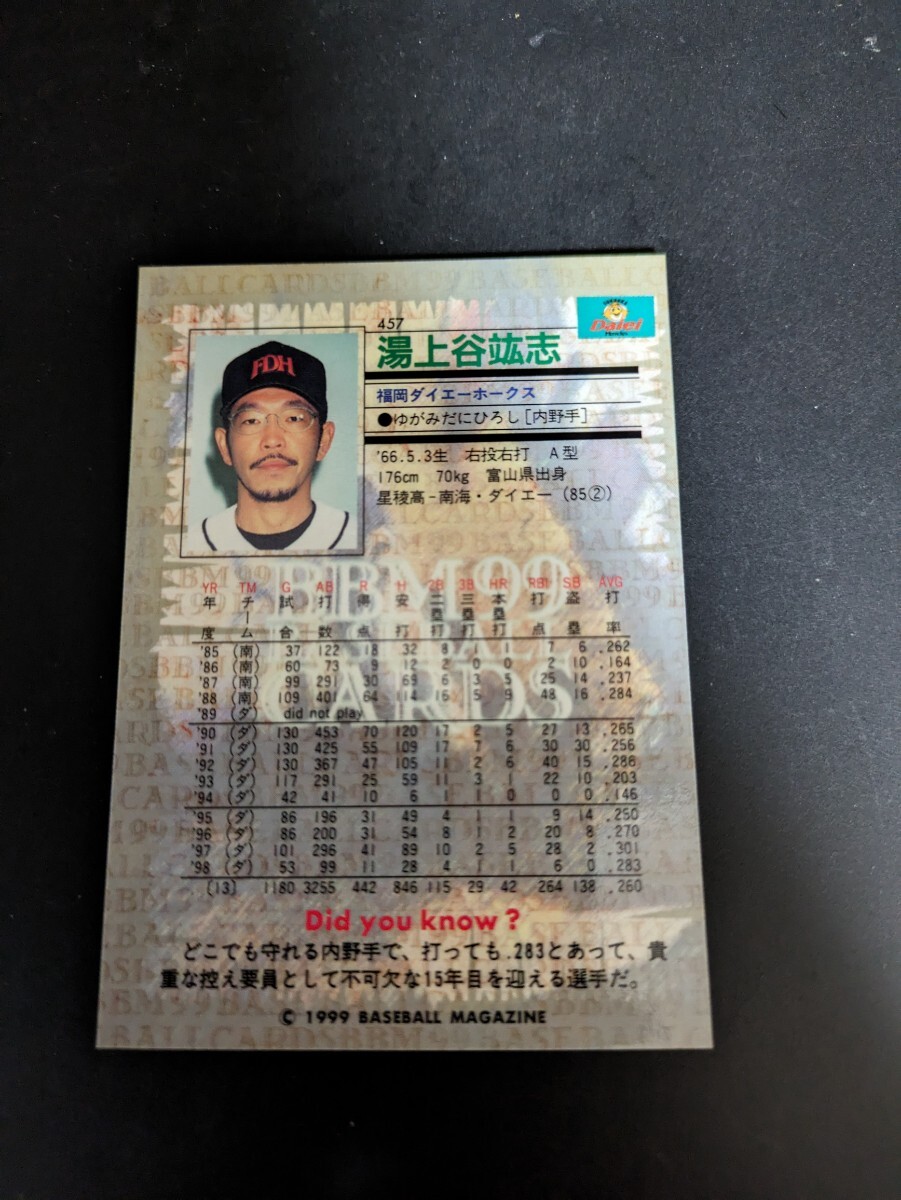 457
湯上谷竑志
Daiei
Hawks
FDH
福岡ダイエーホークス
●ゆがみだにひろし[内野手]
'66.5.3生 右投右打 A型
176cm 70kg 富山県出身
星稜高-南海・ダイエー(85②)
BBM'99
BASEBALL
CARDS
YR TM G AB R H 2B 3B HR RBI SB AVG
年度 チーム 試合 打数 得点 安打 二塁打 三塁打 本塁打 打点 盗塁 打率
'85 (南) 37 122 18 32 8 1 7 6 .262
'86 (南) 60 73 9 12 2 0 0 2 10 .164
'87 (南) 99 291 30 69 6 3 5 25 14 .237
'88 (南) 109 401 64 114 16 5 9 48 16 .284
'89 (ダ) did not play
'90 (ダ) 130 453 70 120 17 2 5 27 13 .265
'91 (ダ) 130 425 55 109 17 7 6 30 30 .256
'92 (ダ) 130 367 47 105 11 2 6 40 15 .286
'93 (ダ) 117 291 25 59 11 3 1 22 10 .203
'94 (ダ) 42 41 10 6 1 1 0 0 0 .146
'95 (ダ) 86 196 31 49 4 1 1 9 14 .250
'96 (ダ) 86 200 31 54 8 1 2 20 8 .270
'97 (ダ) 101 296 41 89 10 2 5 28 2 .301
'98 (ダ) 53 99 11 28 4 1 1 6 0 .283
(13) 1180 3255 442 846 115 29 42 264 138 .260
Did you know?
どこでも守れる内野手で、打っても.283とあって、貴
重な控え要員として不可欠な15年目を迎える選手だ。
© 1999 BASEBALL MAGAZINE